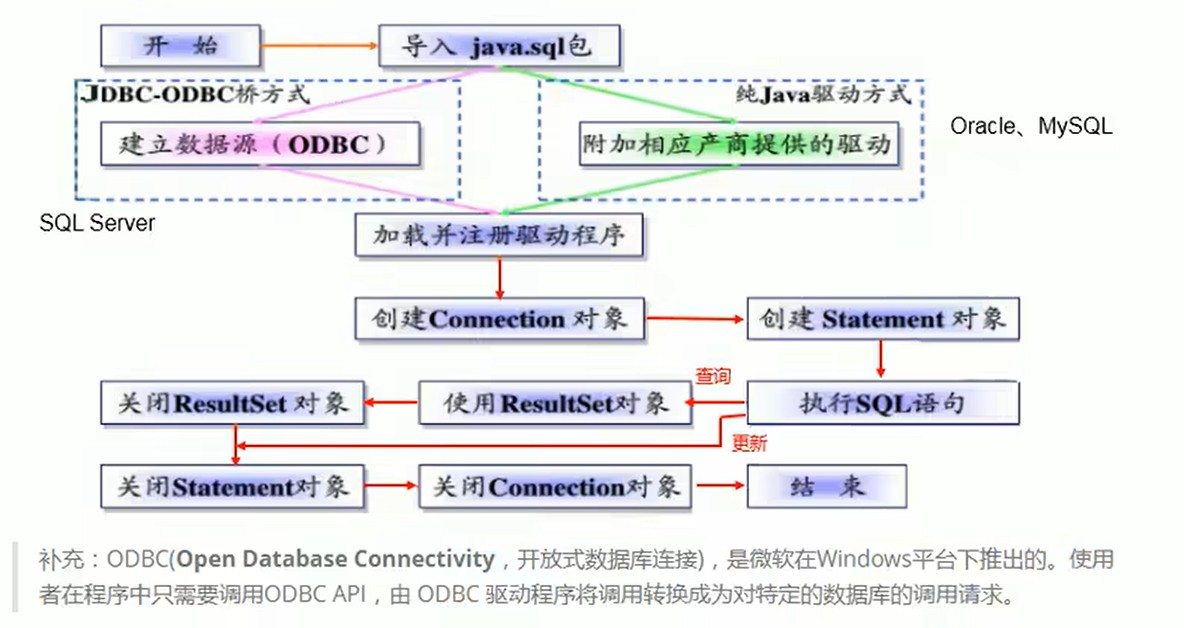 开 始
导入 java.sql包
JDBC-ODBC桥方式
纯Java驱动方式
建立数据源（ODBC）
附加相应产商提供的驱动
Oracle、MySQL
SQL Server
加载并注册驱动程序
创建Connection 对象
创建 Statement 对象
查询
关闭ResultSet 对象
使用ResultSet对象
执行SQL语句
更新
关闭Statement对象
关闭Connection对象
结 束
补充：ODBC(Open Database Connectivity，开放式数据库连接)，是微软在Windows平台下推出的。使用
者在程序中只需要调用ODBC API，由 ODBC 驱动程序将调用转换成为对特定的数据库的调用请求。